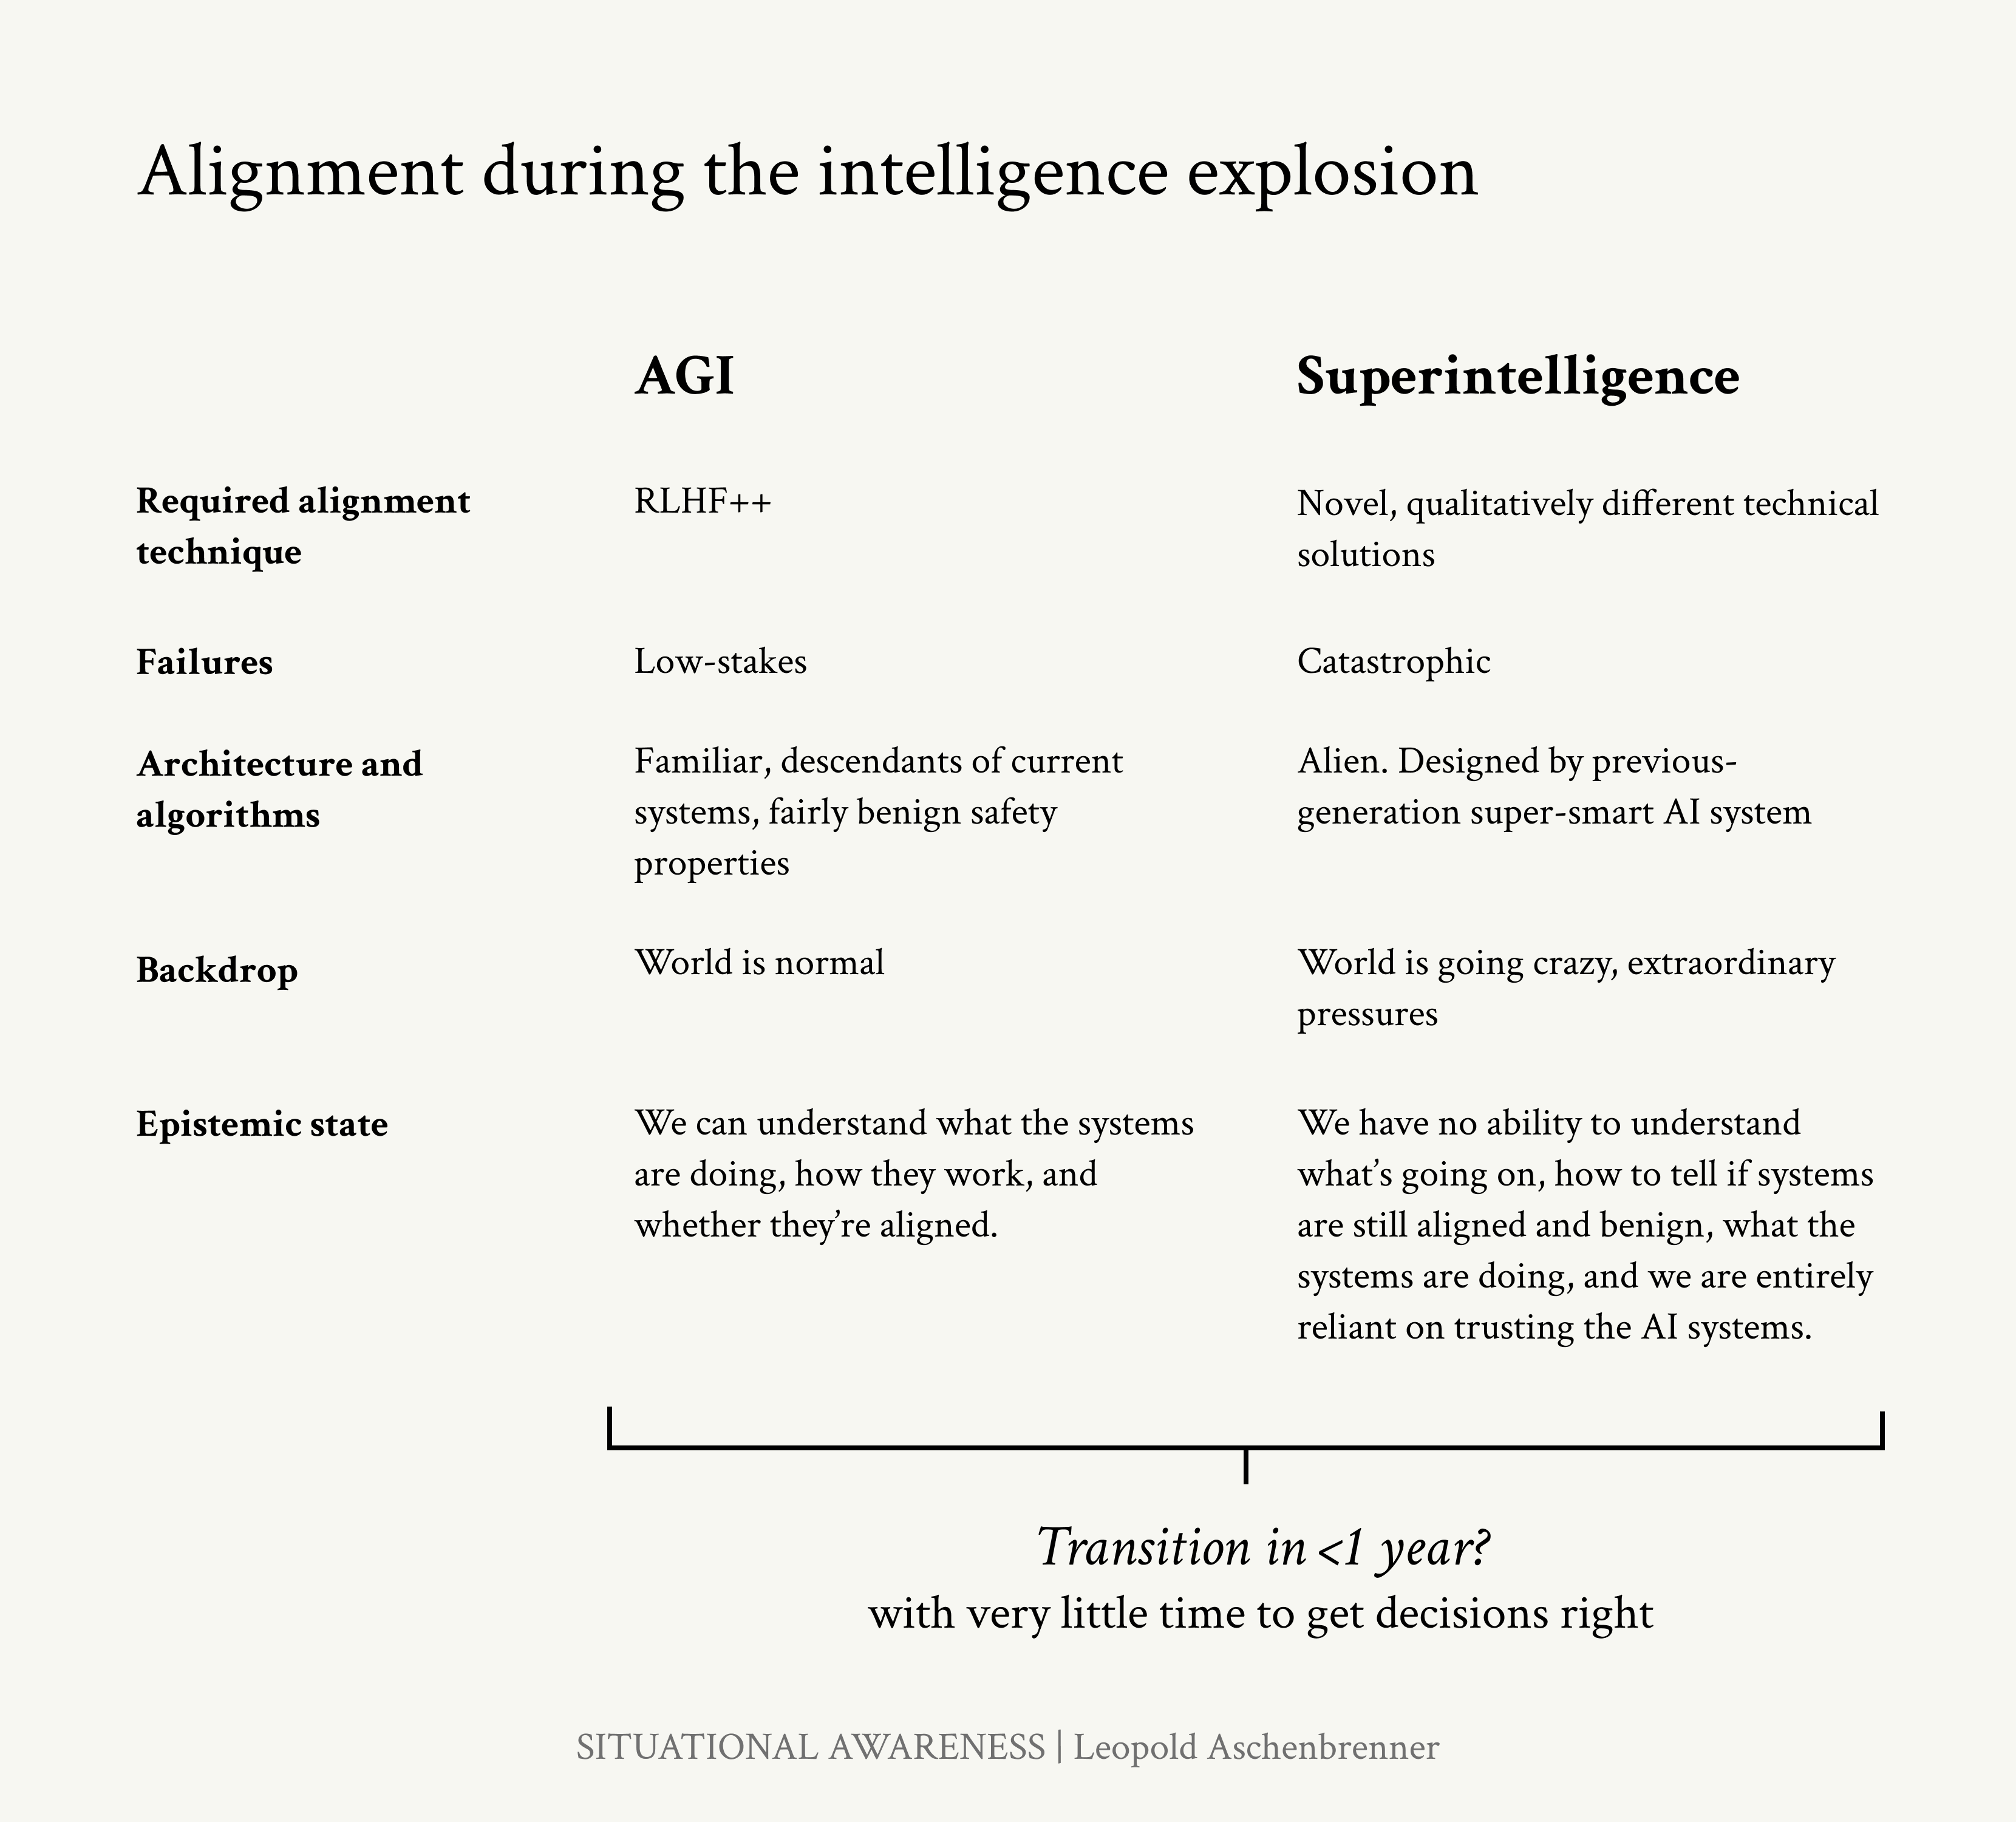 Alignment during the intelligence explosion
AGI
Superintelligence
Required alignment
technique
RLHF++
Novel, qualitatively different technical
solutions
Failures
Low-stakes
Catastrophic
Architecture and
algorithms
Familiar, descendants of current
systems, fairly benign safety
properties
Alien. Designed by previous-
generation super-smart AI system
Backdrop
World is normal
World is going crazy, extraordinary
pressures
Epistemic state
We can understand what the systems
are doing, how they work, and
whether they’re aligned.
We have no ability to understand
what’s going on, how to tell if systems
are still aligned and benign, what the
systems are doing, and we are entirely
reliant on trusting the AI systems.
Transition in <1 year?
with very little time to get decisions right
SITUATIONAL AWARENESS | Leopold Aschenbrenner